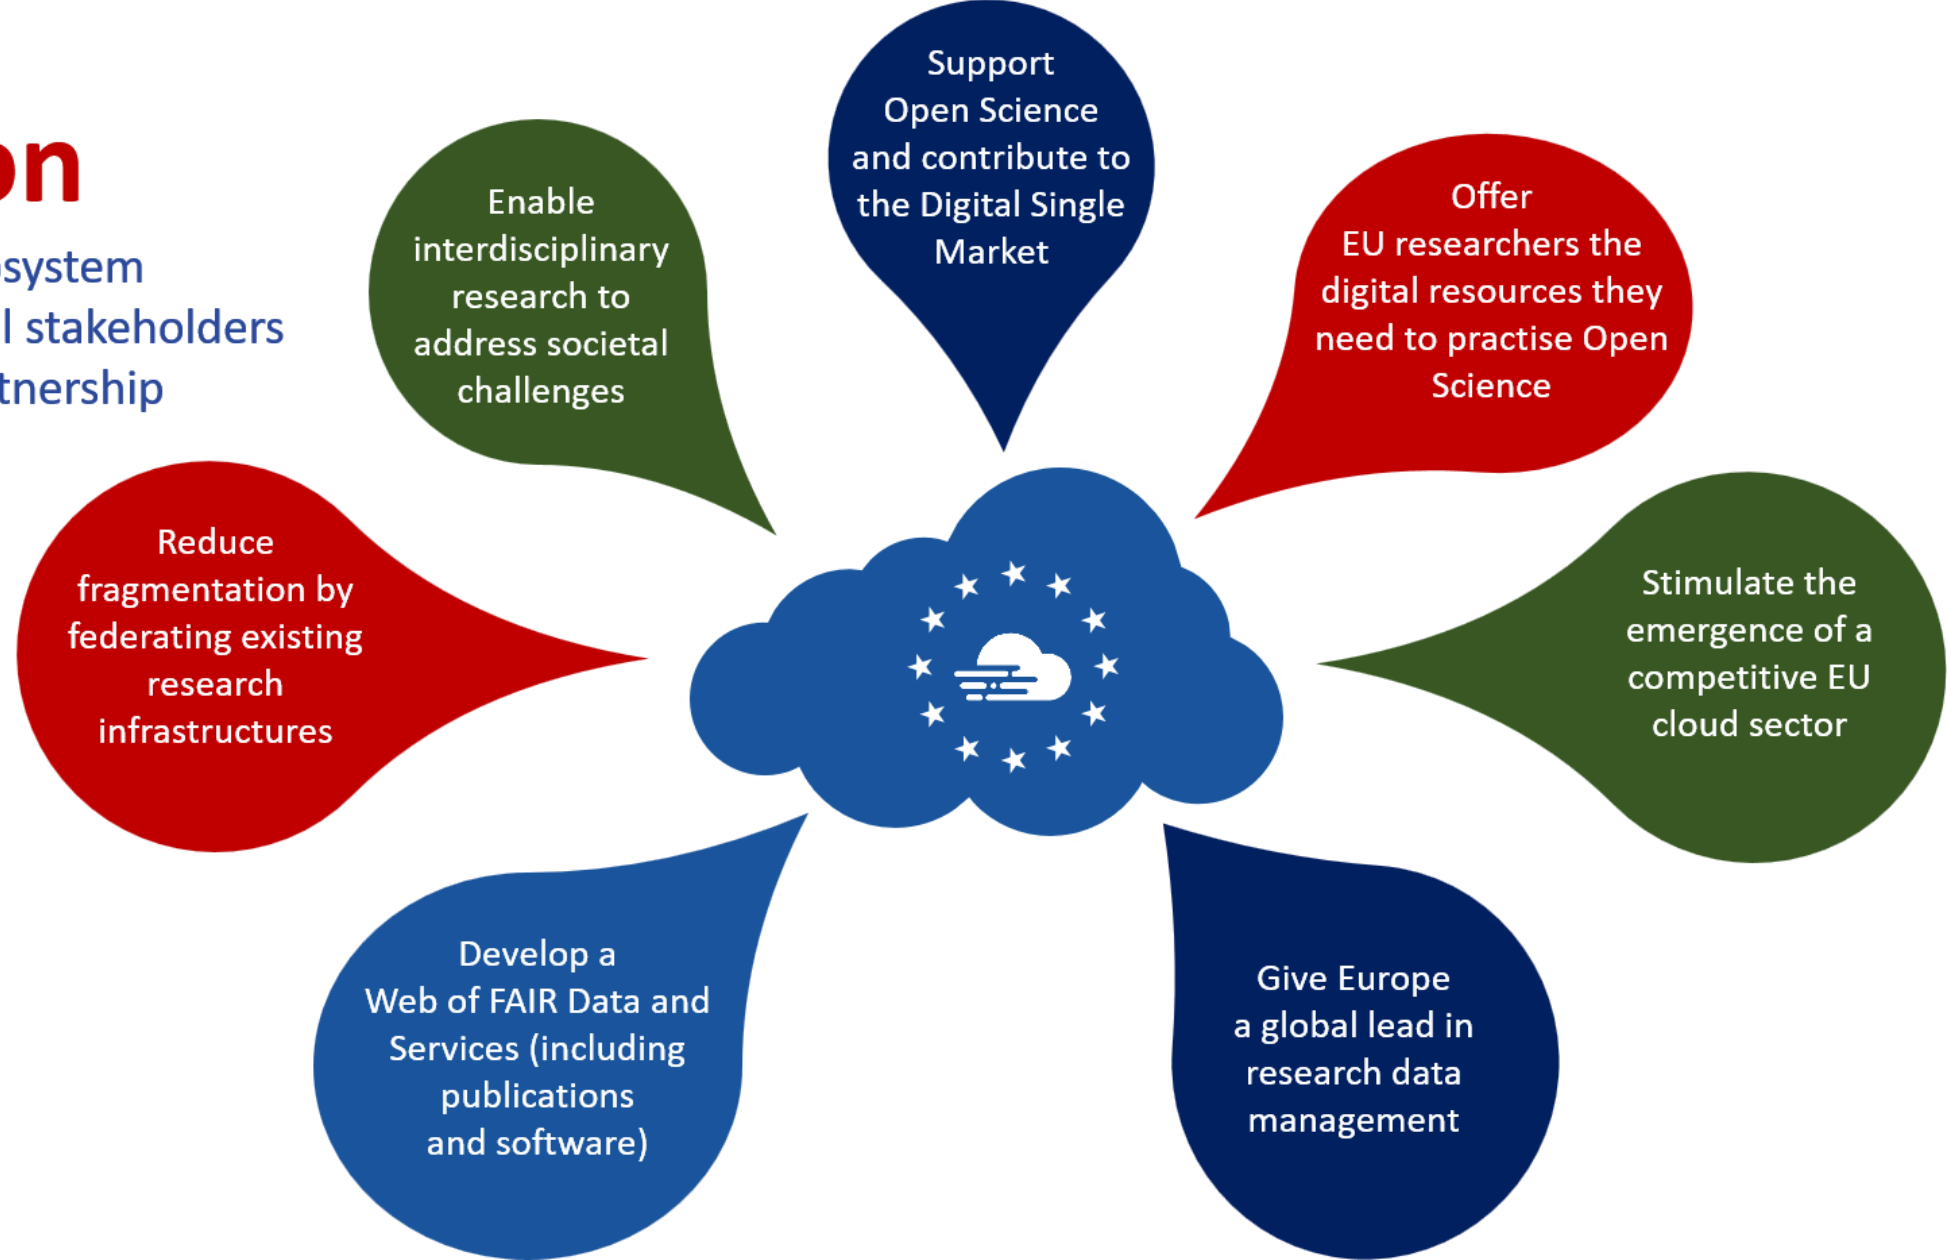 on
system
l stakeholders
tnership
Support
Open Science
and contribute to
the Digital Single
Market
Enable
interdisciplinary
research to
address societal
challenges
Offer
EU researchers the
digital resources they
need to practise Open
Science
Reduce
fragmentation by
federating existing
research
infrastructures
Stimulate the
emergence of a
competitive EU
cloud sector
Develop a
Web of FAIR Data and
Services (including
publications
and software)
Give Europe
a global lead in
research data
management